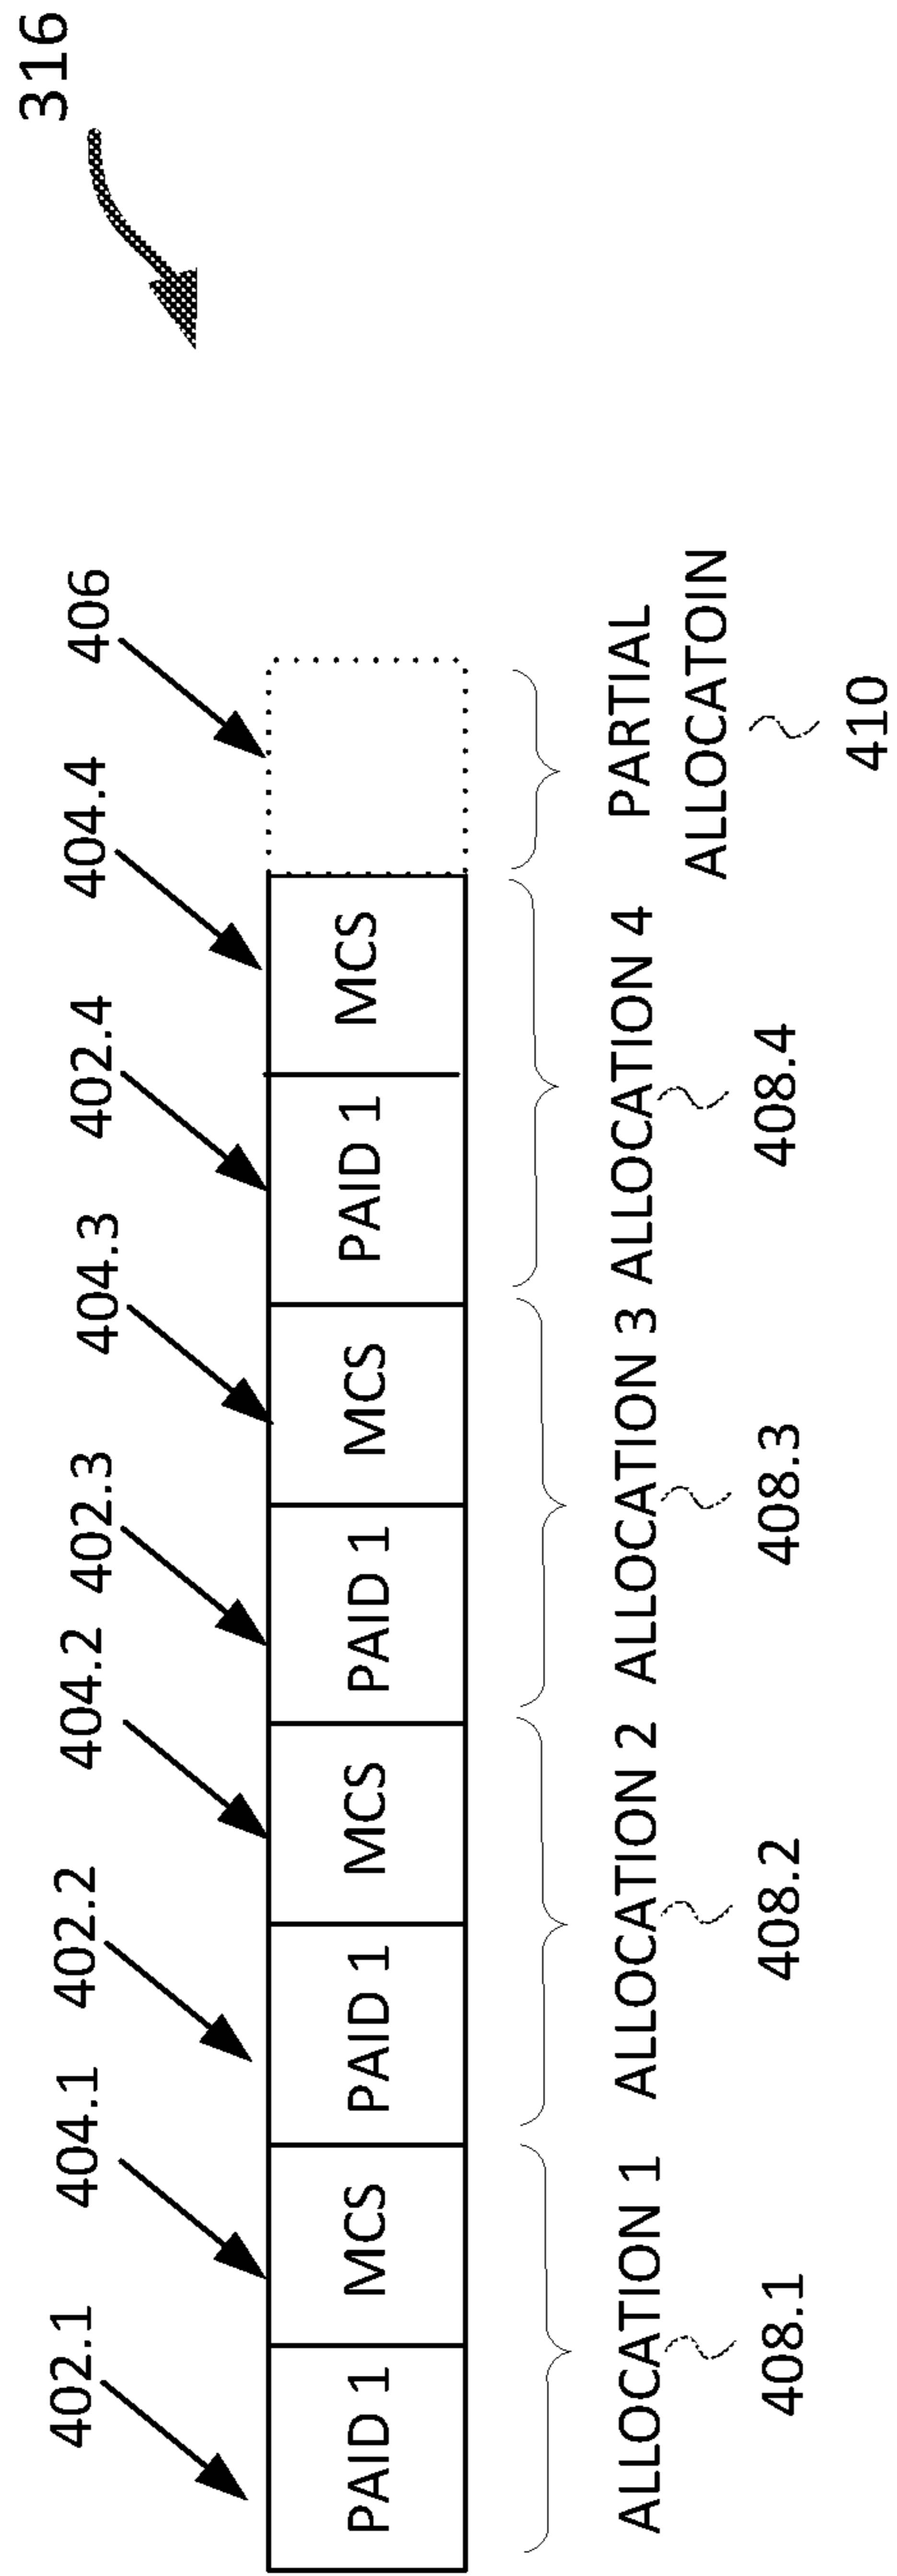 316
402.1 404.1 402.2 404.2 402.3 404.3 402.4 404.4 406
PAID 1 MCS PAID 1 MCS PAID 1 MCS PAID 1 MCS
ALLOCATION 1 ALLOCATION 2 ALLOCATION 3 ALLOCATION 4 PARTIAL
ALLOCATOIN
408.1 408.2 408.3 408.4 410